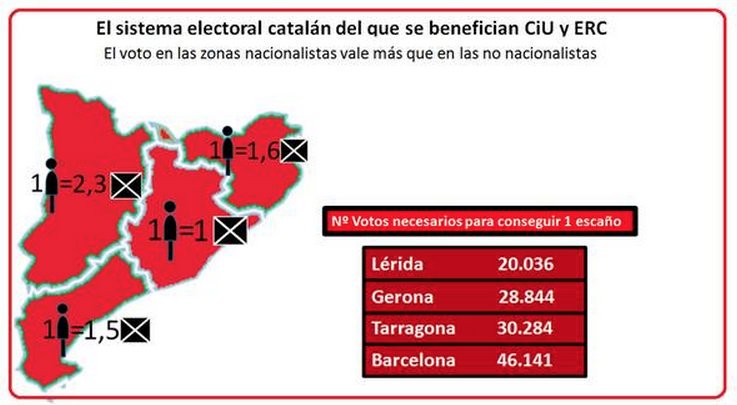 El sistema electoral catalán del que se benefician CiU y ERC
El voto en las zonas nacionalistas vale más que en las no nacionalistas
1=1,6
1=2,3
1=1
1=1,5
Nº Votos necesarios para conseguir 1 escaño
Lérida 20.036
Gerona 28.844
Tarragona 30.284
Barcelona 46.141